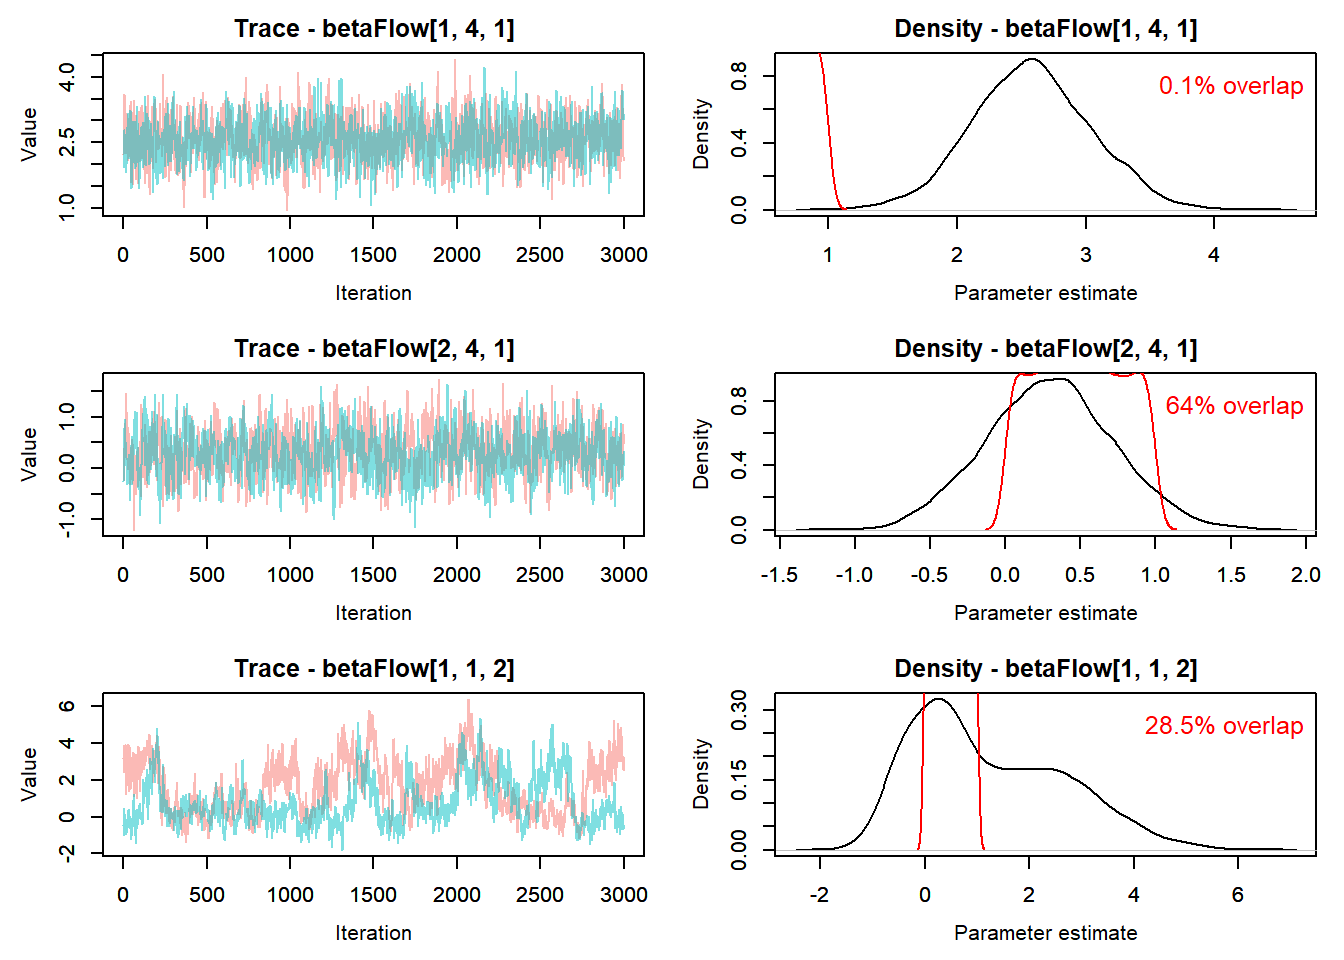 Trace - betaFlow[1, 4, 1]
Value
1.0 2.5 4.0
0 500 1000 1500 2000 2500 3000
Iteration
Density - betaFlow[1, 4, 1]
Density
0.0 0.4 0.8
0.1% overlap
1 2 3 4
Parameter estimate
Trace - betaFlow[2, 4, 1]
Value
-1.0 0.0 1.0
0 500 1000 1500 2000 2500 3000
Iteration
Density - betaFlow[2, 4, 1]
Density
0.0 0.4 0.8
64% overlap
-1.5 -1.0 -0.5 0.0 0.5 1.0 1.5 2.0
Parameter estimate
Trace - betaFlow[1, 1, 2]
Value
-2 0 2 4 6
0 500 1000 1500 2000 2500 3000
Iteration
Density - betaFlow[1, 1, 2]
Density
0.00 0.15 0.30
28.5% overlap
-2 0 2 4 6
Parameter estimate